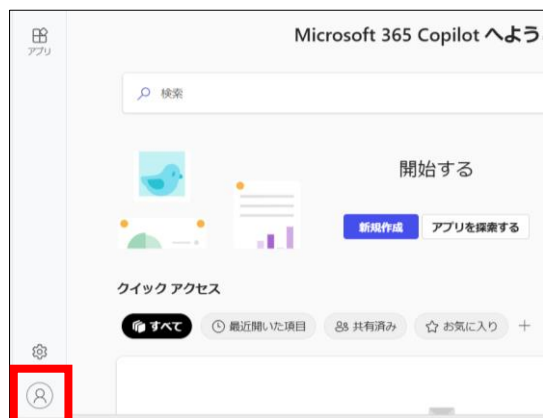 アプリ
Microsoft 365 Copilot へよう
検索
開始する
新規作成 アプリを探索する
クイック アクセス
すべて 最近開いた項目 共有済み お気に入り